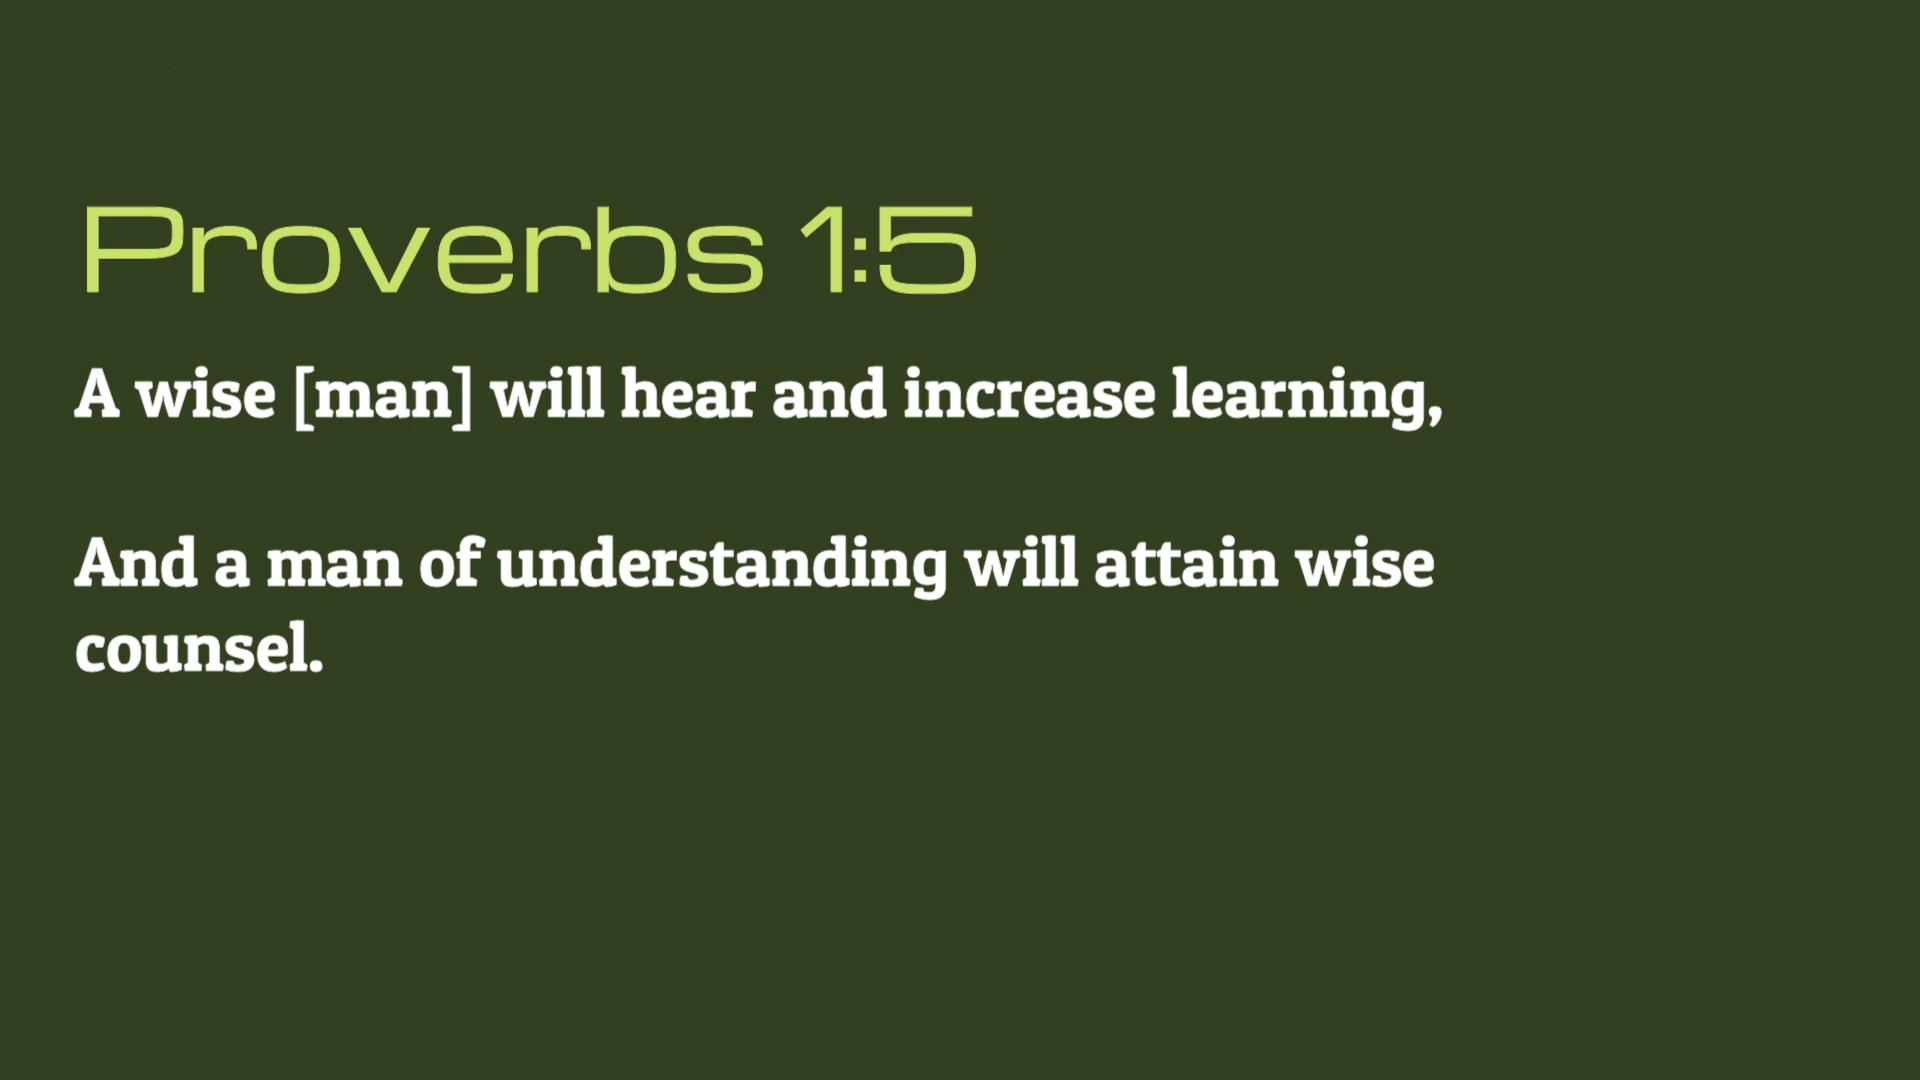 Proverbs 1:5
A wise [man] will hear and increase learning,
And a man of understanding will attain wise
counsel.